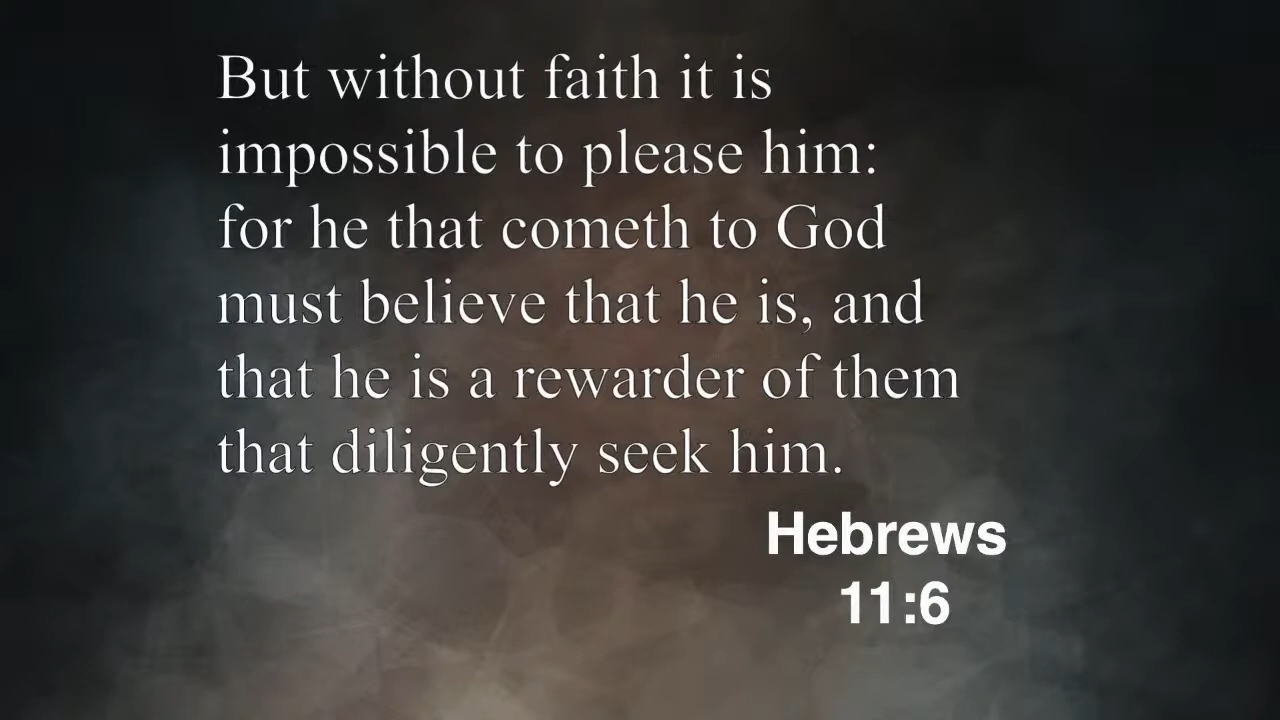 But without faith it is
impossible to please him:
for he that cometh to God
must believe that he is, and
that he is a rewarder of them
that diligently seek him.
Hebrews
11:6